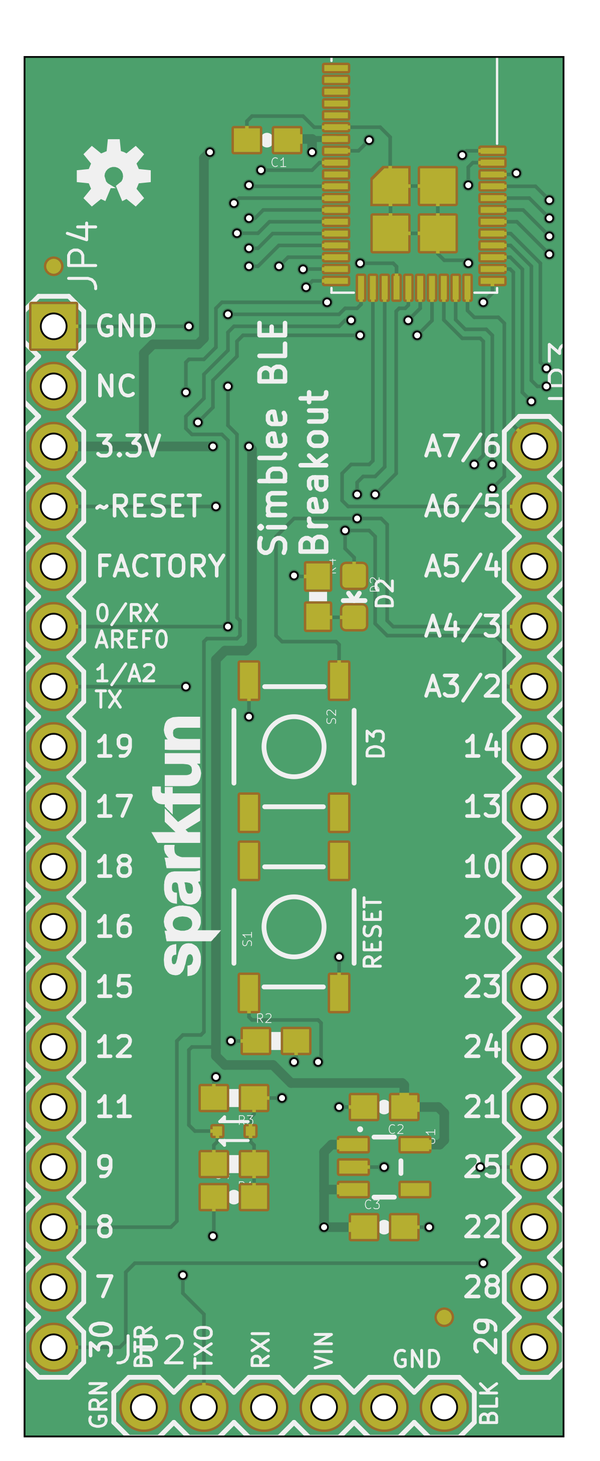 C1
JP4
GND
NC
3.3V
~RESET
FACTORY
0/RX
AREF0
1/A2
TX
19
17
18
16
15
12
11
9
8
7
30
Simblee BLE
Breakout
A7/6
A6/5
A5/4
A4/3
A3/2
14
13
10
20
23
24
21
25
22
28
29
D2
D2
S2
D3
sparkfun
S1
RESET
R2
R3
C2
C3
JP2
GRN
DTR
TXO
RXI
VIN
GND
BLK